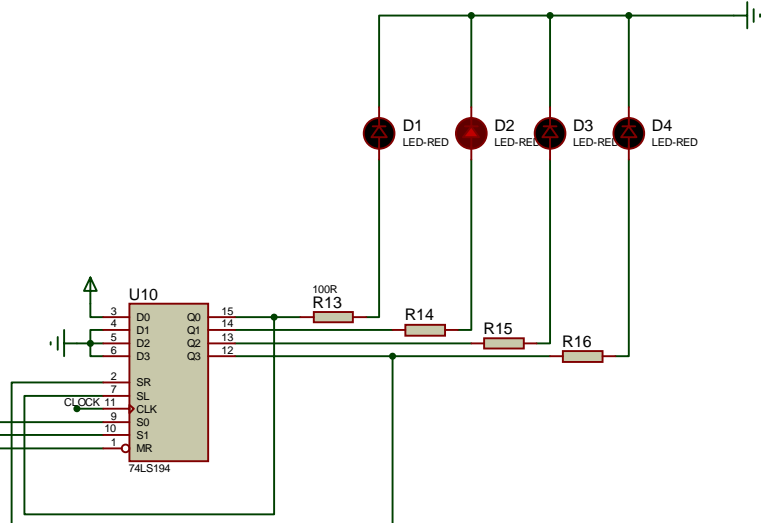 D1
LED-RED
D2
LED-RED
D3
LED-RED
D4
LED-RED
U10
3 D0 Q0 15
4 D1 Q1 14
5 D2 Q2 13
6 D3 Q3 12
2 SR
7 SL
CLOCK 11 CLK
9 S0
10 S1
1 MR
74LS194
100R
R13
R14
R15
R16